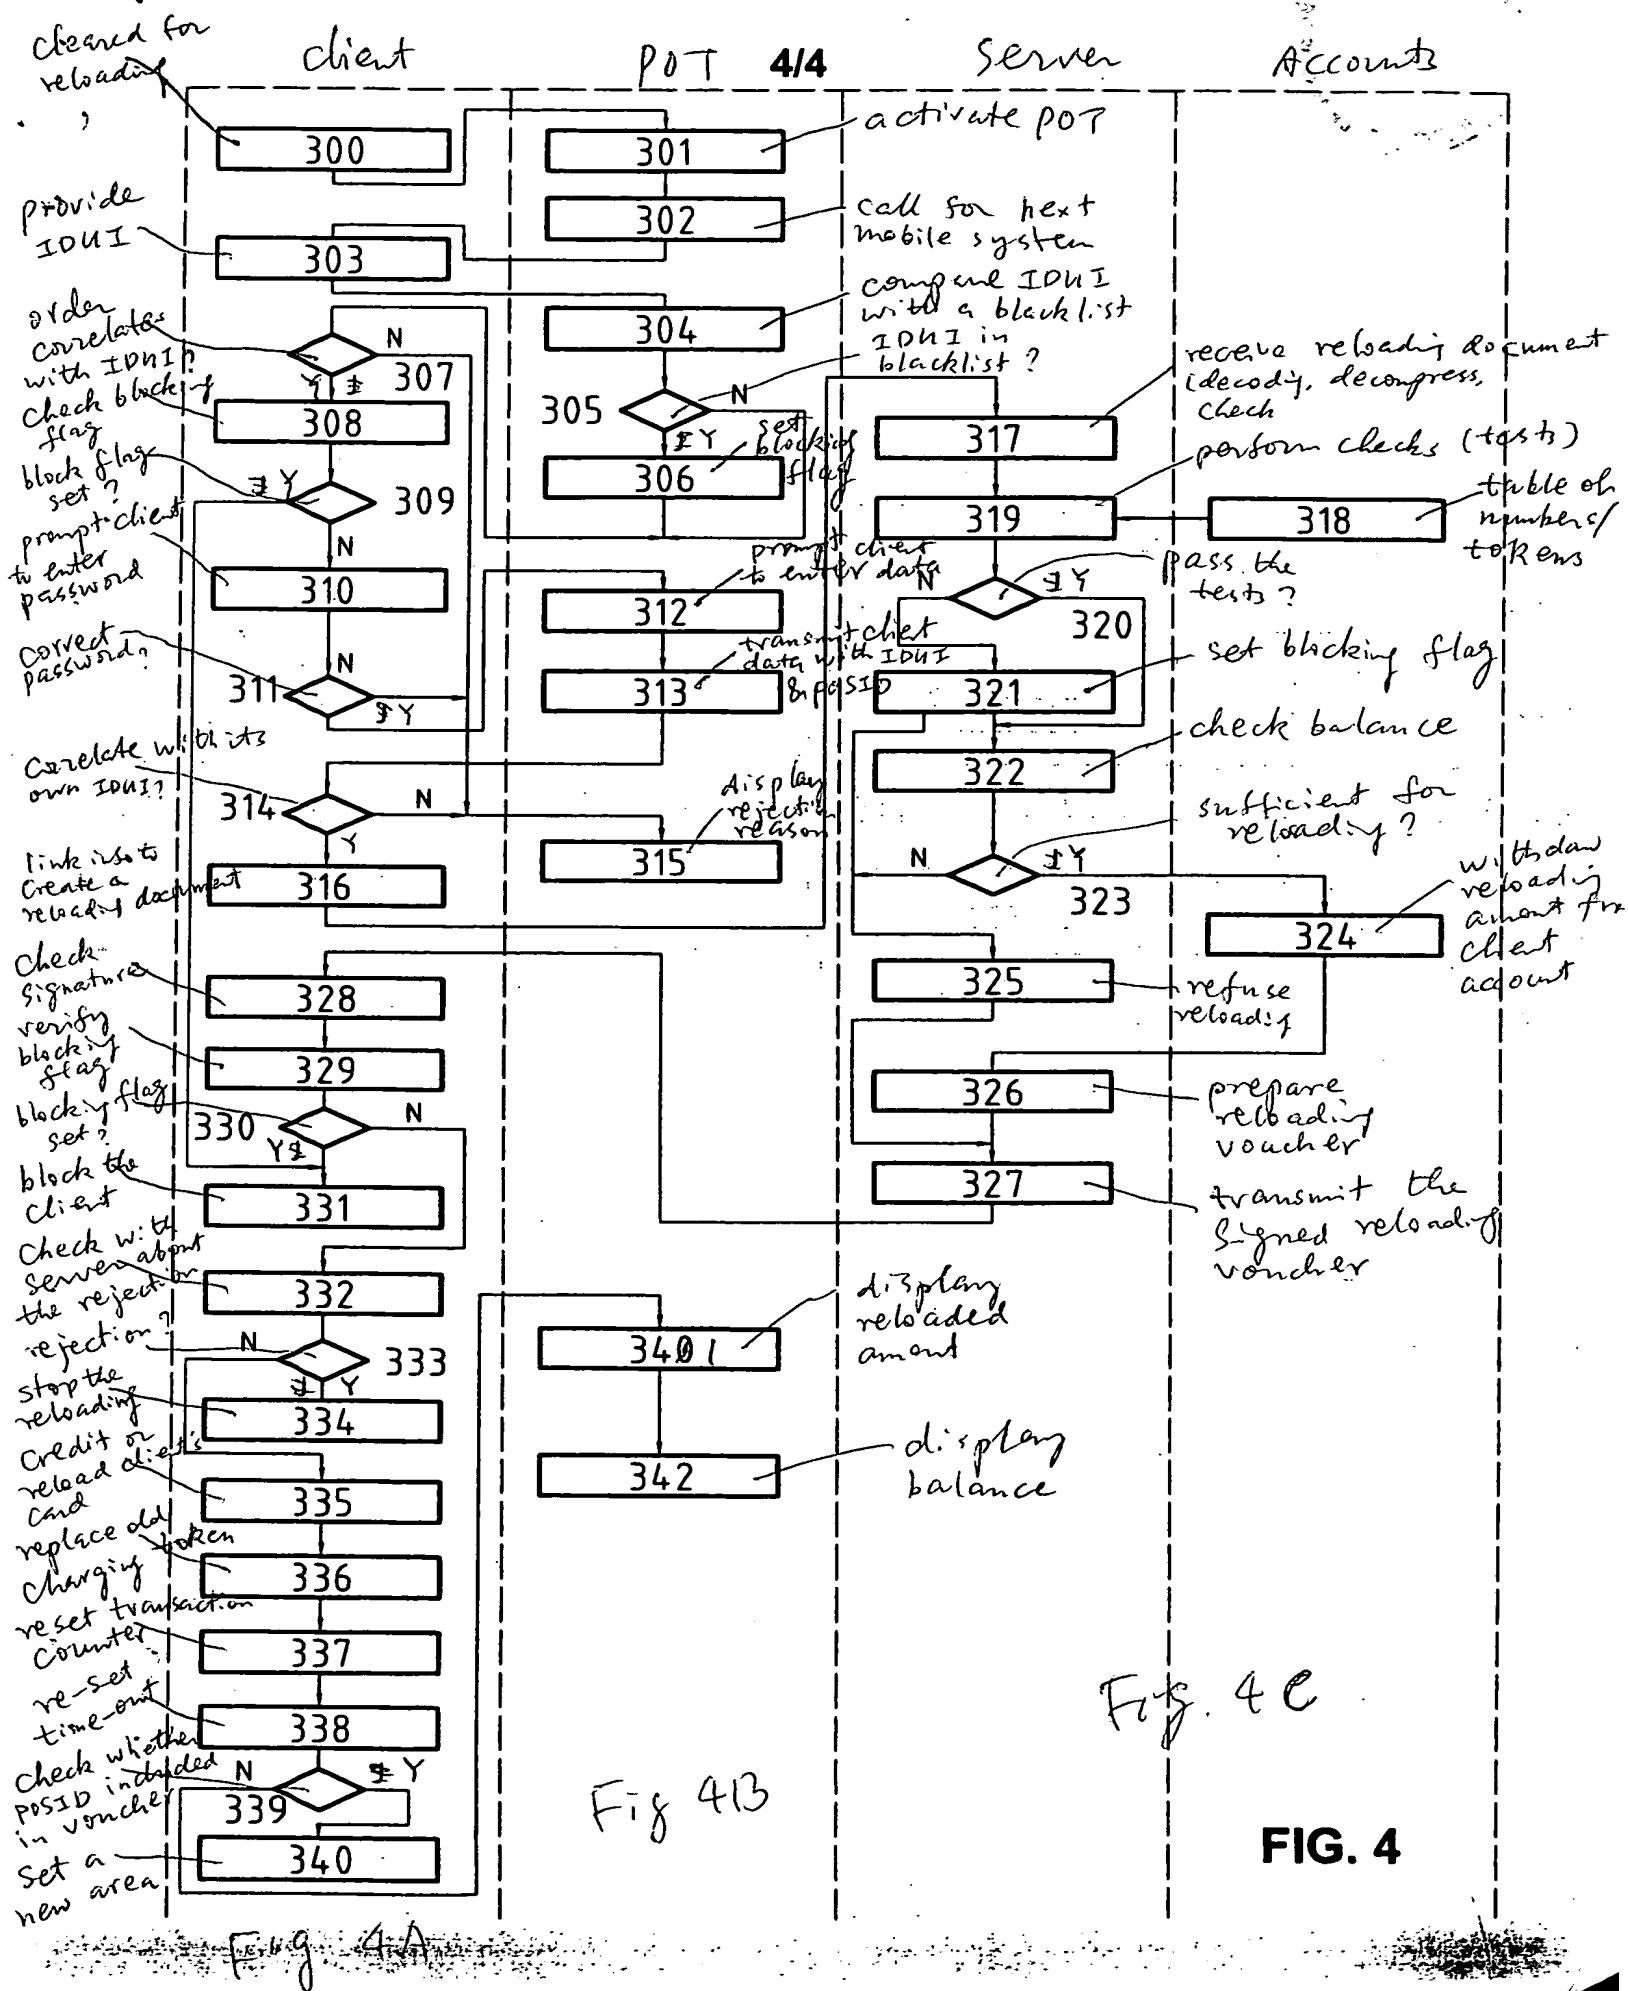 cleared for
reloading
client
POT
4/4
Server
Accounts
300
301
activate POT
302
call for next
mobile system
provide
IDUI
303
304
compare IDUI
with a blacklist
order
correlates
with IDUI?
N
307
Y
305
N
Y
IDUI in
blacklist?
check blocking
flag
308
306
set
blocking
flag
receive reloading document
(decoding, decompress,
check
317
perform checks (tests)
block flag
set?
Y
309
N
319
318
table of
numbers/
tokens
prompt client
to enter
password
310
prompt client
to enter data
312
N
Y
320
pass the
tests?
correct
password?
N
311
Y
transmit client
data with IDUI
& POSID
313
321
set blocking flag
322
check balance
Correlate with its
own IDUI?
314
N
Y
display
rejection
reason
315
sufficient for
reloading?
N
Y
323
link info to
create a
reloading document
316
withdraw
reloading
amount
client
account
324
check
signature
328
325
refuse
reloading
verify
blocking
flag
329
326
prepare
reloading
voucher
blocking flag
set?
330
N
Y
block the
client
331
327
transmit the
signed reloading
voucher
check with
server about
the rejection
332
rejection?
N
333
Y
3401
display
reloaded
amount
stop the
reloading
334
Credit or
reload client's
card
335
342
display
balance
replace old
charging token
336
reset transaction
counter
337
re-set
time-out
338
Check whether
POSID included
in voucher
N
Y
339
set a
new area
340
Fig 4B
Fig. 4C
FIG. 4
Fig. 4A